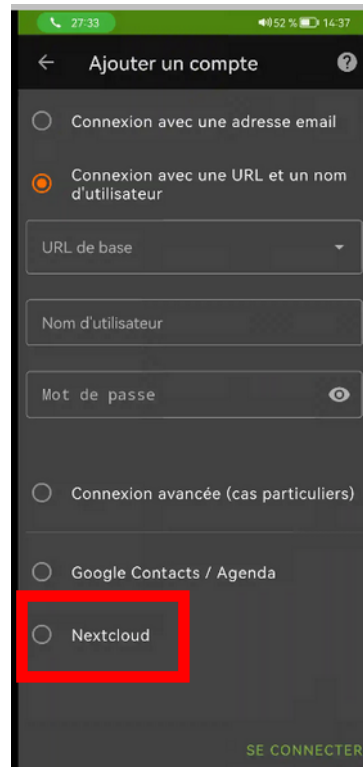 27:33 52 % 14:37
Ajouter un compte ?
Connexion avec une adresse email
Connexion avec une URL et un nom
d'utilisateur
URL de base
Nom d'utilisateur
Mot de passe
Connexion avancée (cas particuliers)
Google Contacts / Agenda
Nextcloud
SE CONNECTER